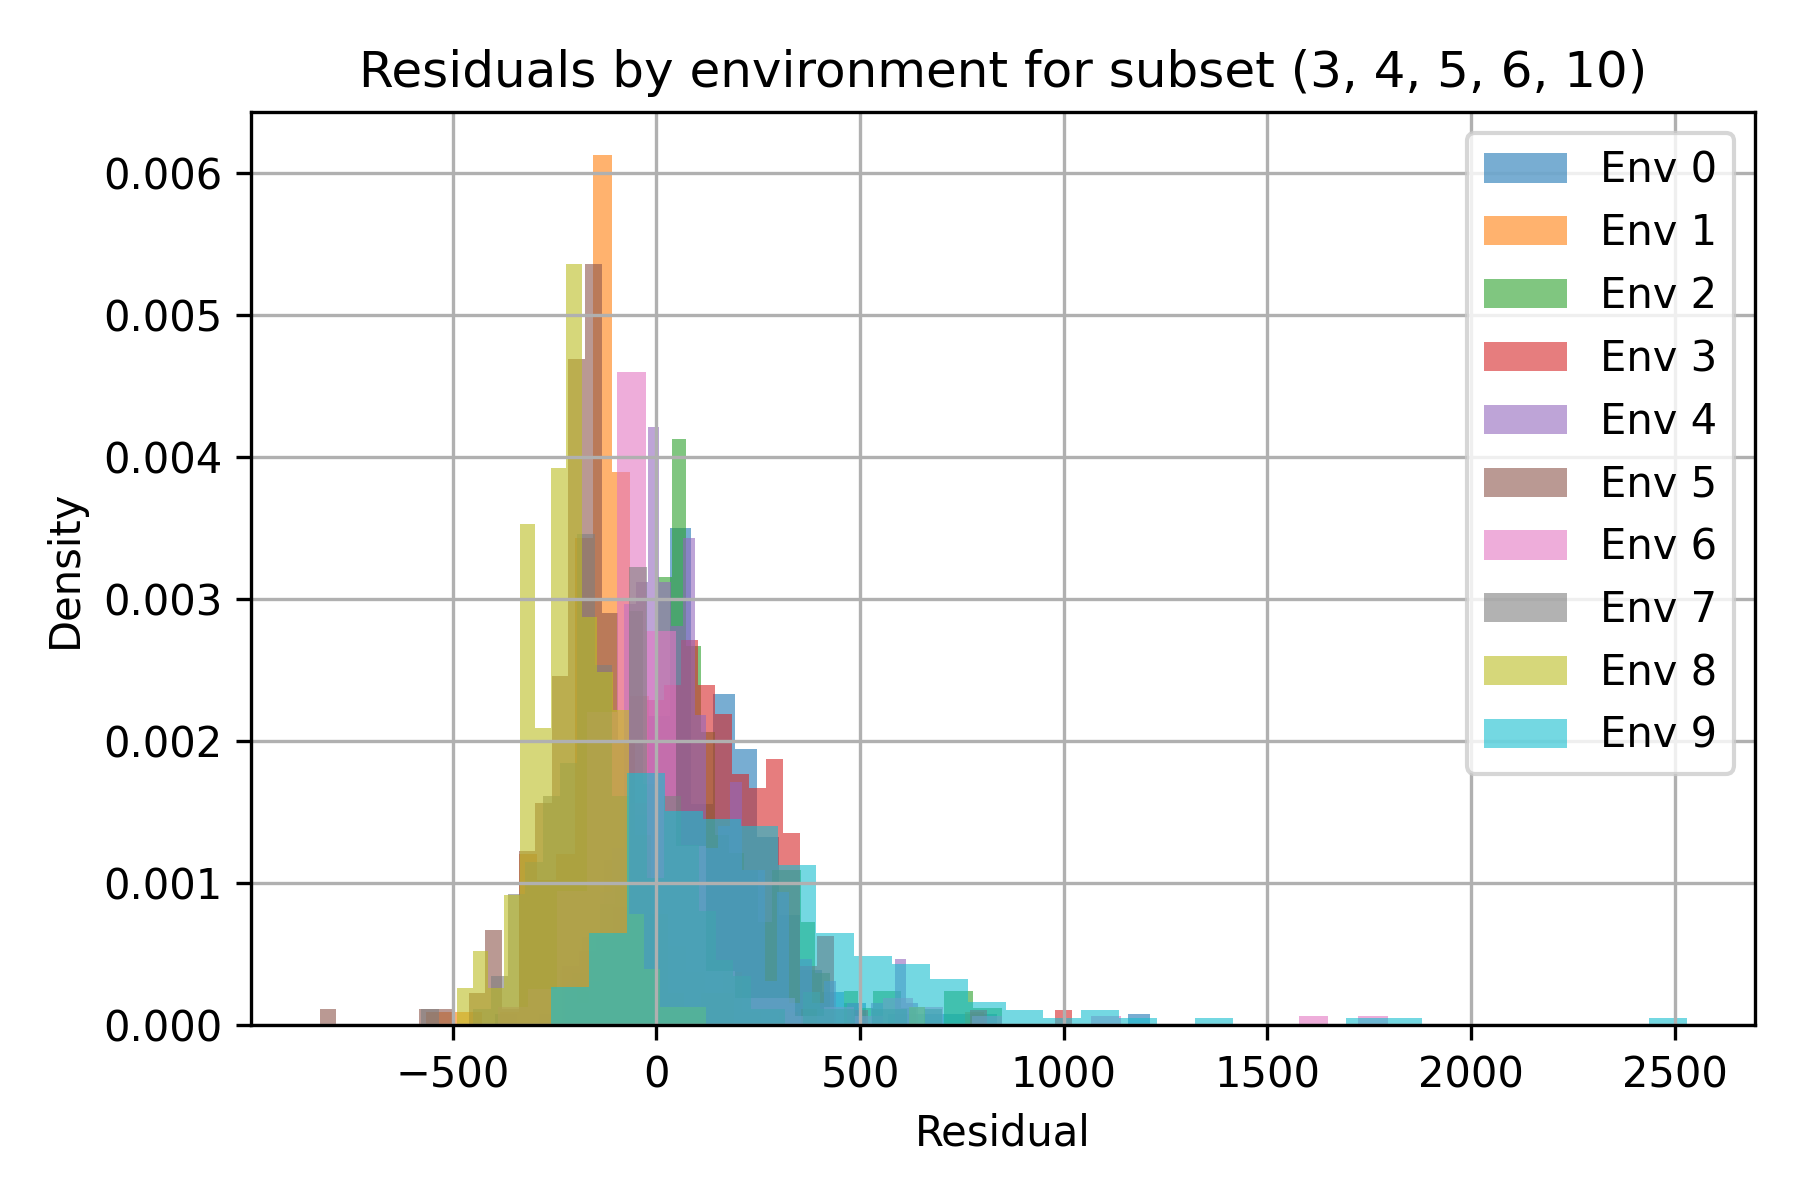 Residuals by environment for subset (3, 4, 5, 6, 10)
0.006
0.005
0.004
0.003
0.002
0.001
0.000
Density
Env 0
Env 1
Env 2
Env 3
Env 4
Env 5
Env 6
Env 7
Env 8
Env 9
−500
0
500
1000
1500
2000
2500
Residual